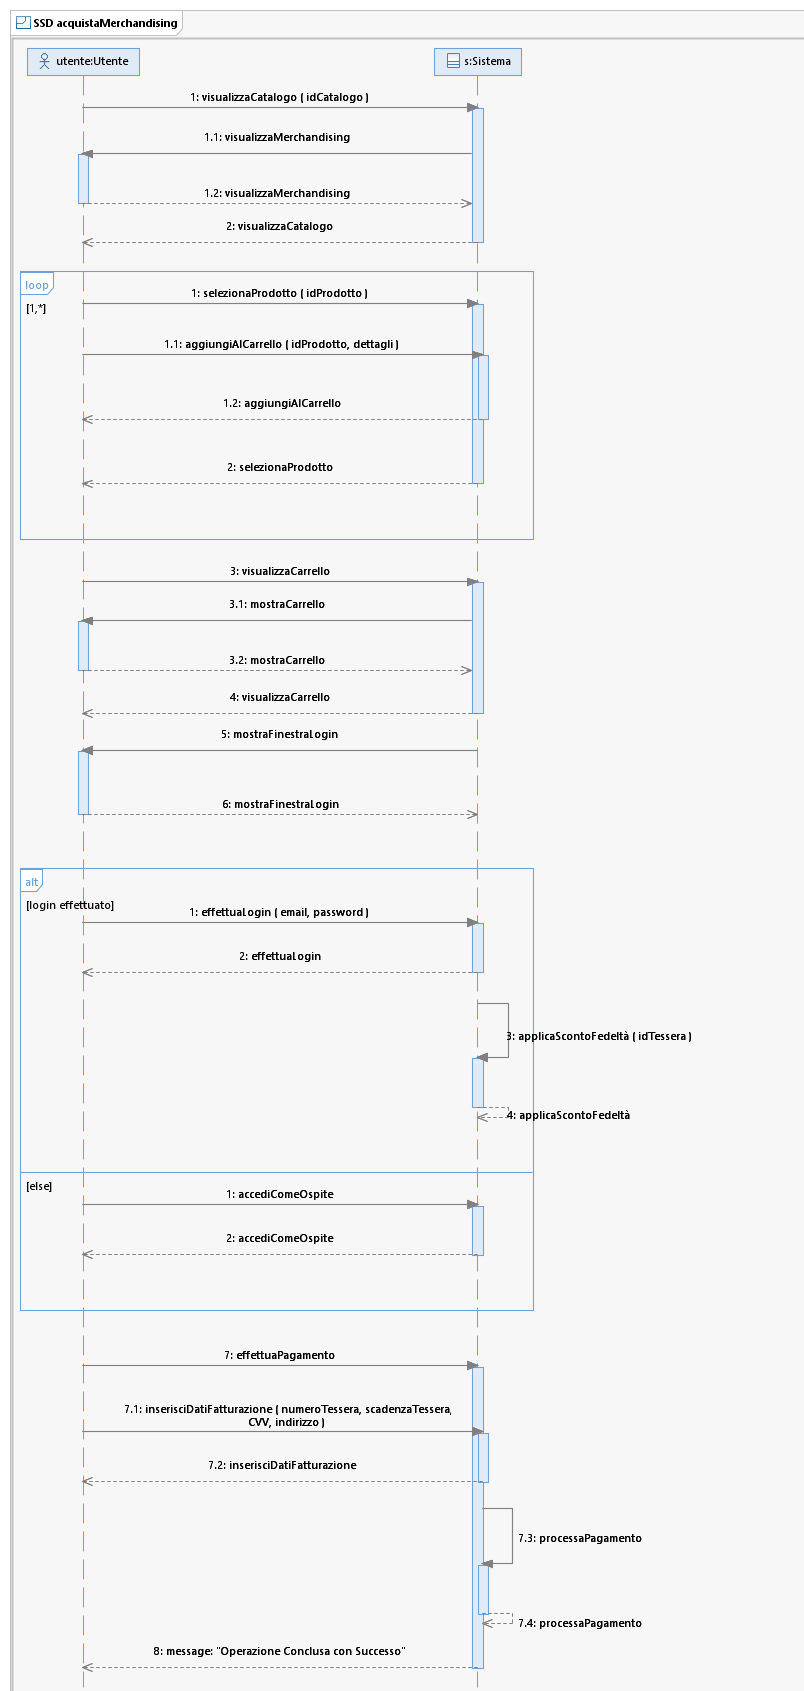 SSD acquistaMerchandising
utente:Utente
s:Sistema
1: visualizzaCatalogo ( idCatalogo )
1.1: visualizzaMerchandising
1.2: visualizzaMerchandising
2: visualizzaCatalogo
loop
1: selezionaProdotto ( idProdotto )
[1,*]
1.1: aggiungiAlCarrello ( idProdotto, dettagli )
1.2: aggiungiAlCarrello
2: selezionaProdotto
3: visualizzaCarrello
3.1: mostraCarrello
3.2: mostraCarrello
4: visualizzaCarrello
5: mostraFinestraLogin
6: mostraFinestraLogin
alt
[login effettuato]
1: effettuaLogin ( email, password )
2: effettuaLogin
3: applicaScontoFedeltà ( idTessera )
4: applicaScontoFedeltà
[else]
1: accediComeOspite
2: accediComeOspite
7: effettuaPagamento
7.1: inserisciDatiFatturazione ( numeroTessera, scadenzaTessera,
CVV, indirizzo )
7.2: inserisciDatiFatturazione
7.3: processaPagamento
7.4: processaPagamento
8: message: "Operazione Conclusa con Successo"